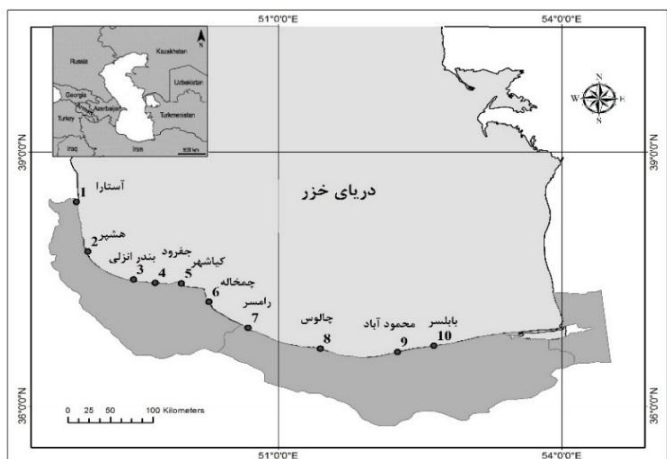 51°0'0"E 54°0'0"E
Russia
Kazakhstan
N
Georgia
Azerbaijan
Uzbekistan
Turkey
Turkmenistan
Iraq
Iran
N
W E
S
39°0'0"N 39°0'0"N
دریای خزر
1 آستارا
2 هشپر
3 بندر انزلی
4 جفرود
5 کیاشهر
6 چمخاله
7 رامسر
8 چالوس
9 محمود آباد
10 بابلسر
36°0'0"N 36°0'0"N
0 25 50 100 Kilometers
51°0'0"E 54°0'0"E